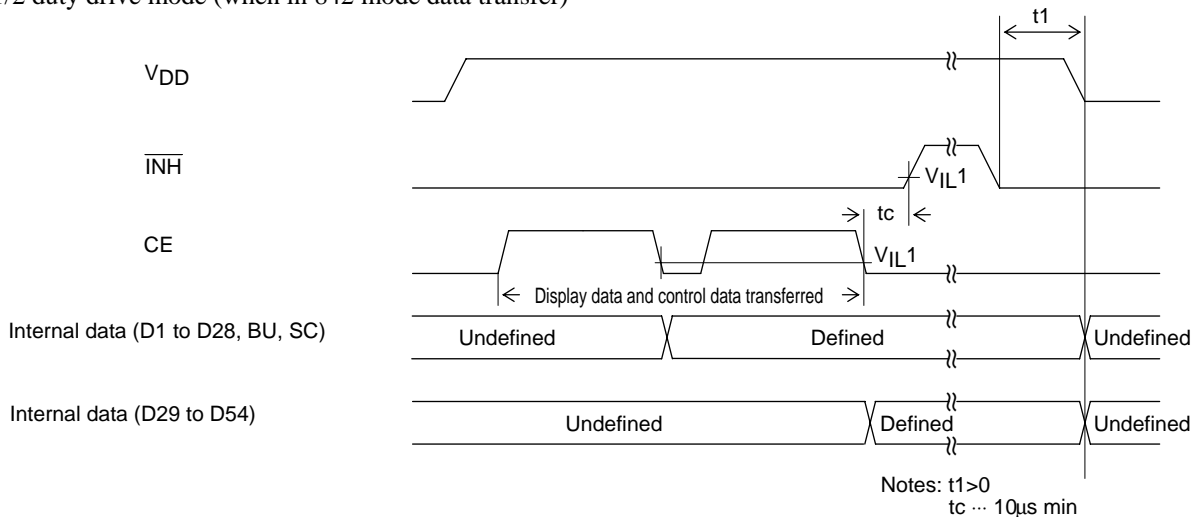 1/2 duty drive mode (when in 842 mode data transfer)
t1
VDD
INH
VIL1
tc
CE
VIL1
Display data and control data transferred
Internal data (D1 to D28, BU, SC)
Undefined
Defined
Undefined
Internal data (D29 to D54)
Undefined
Defined
Undefined
Notes: t1>0
tc ··· 10μs min